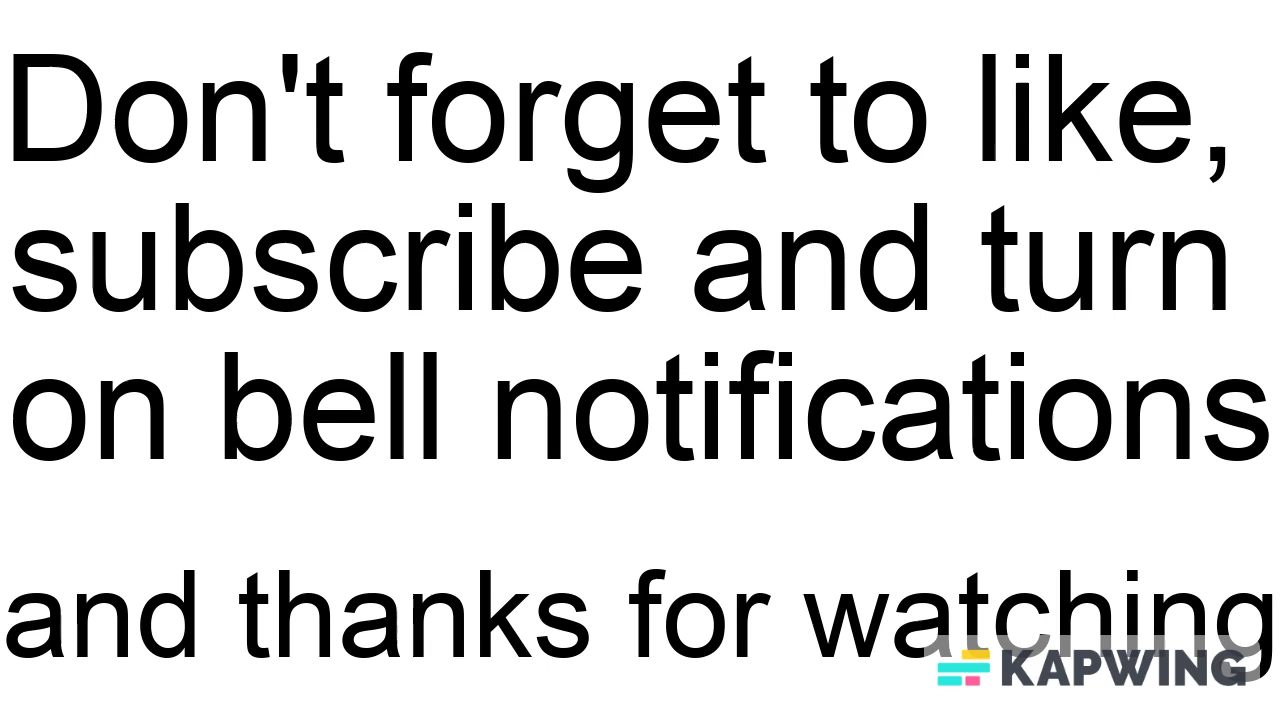 Don't forget to like,
subscribe and turn
on bell notifications
and thanks for watching
KAPWING